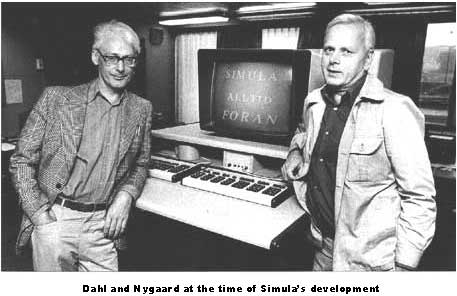 SIMULA
ALLTID
FORAN
Dahl and Nygaard at the time of Simula's development